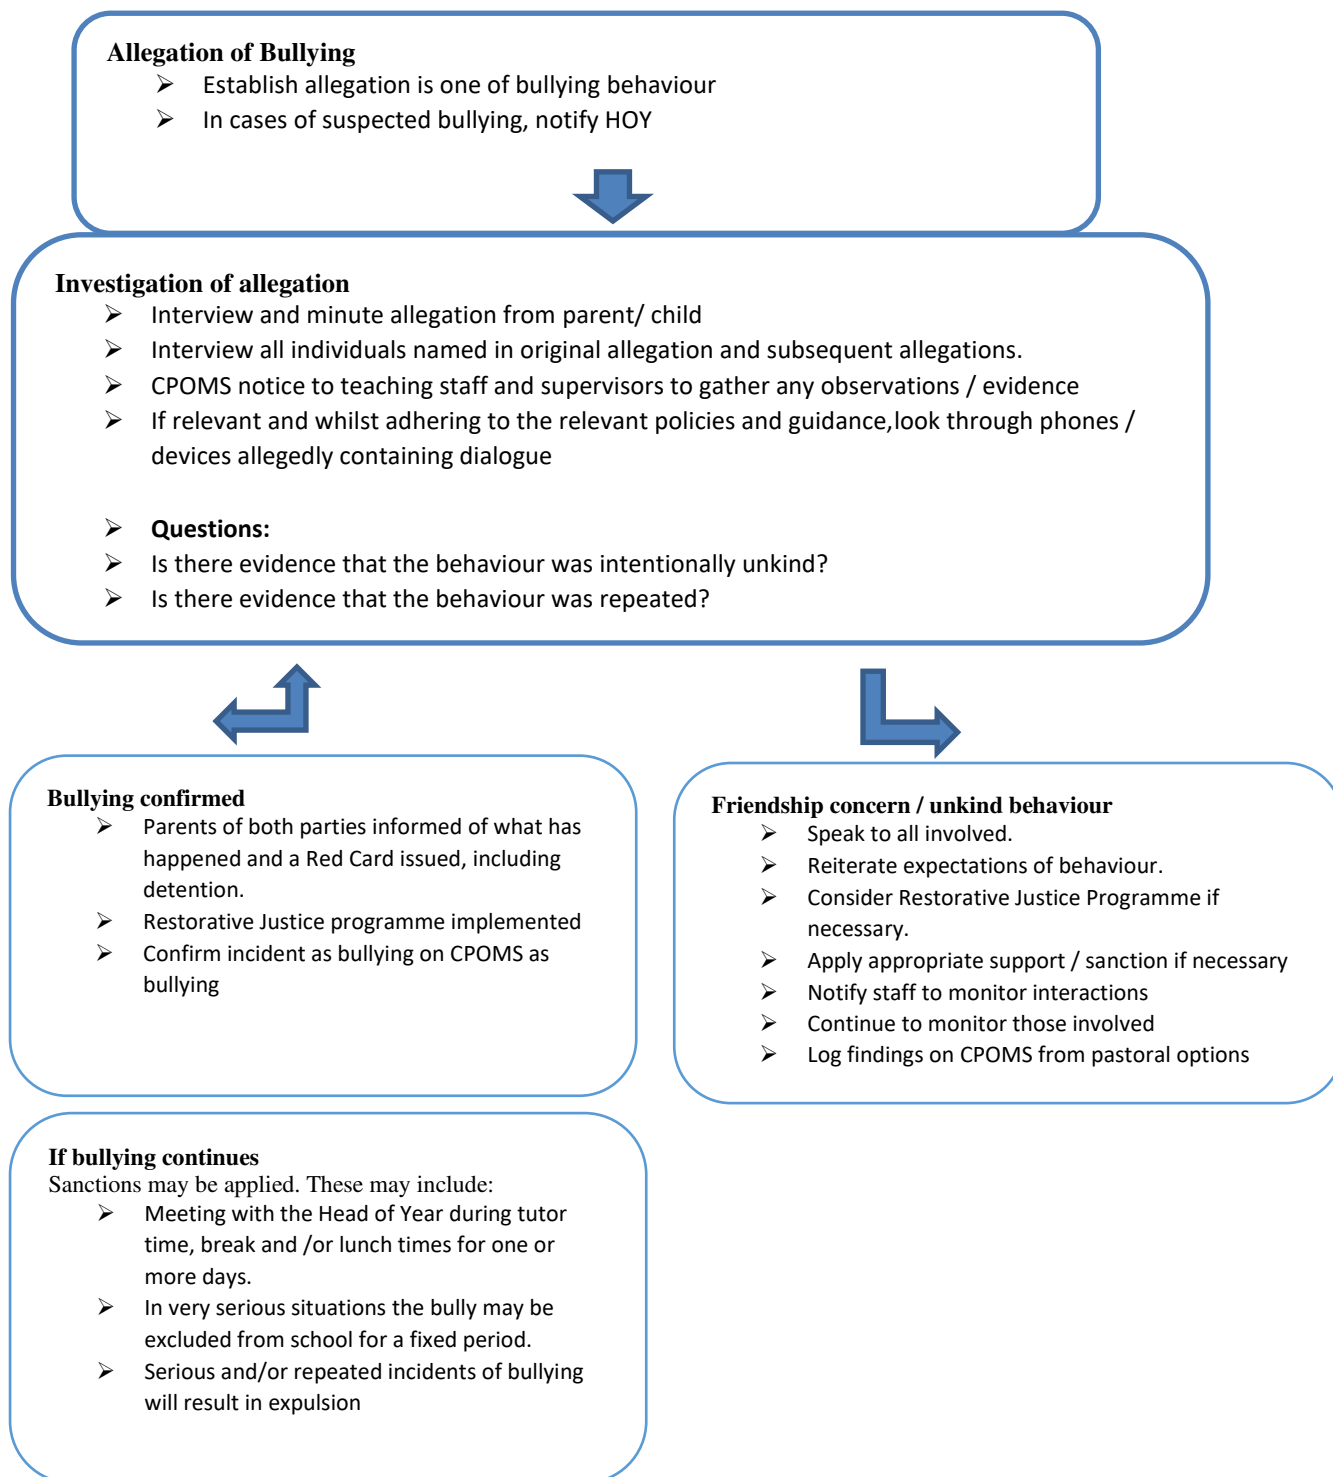 Allegation of Bullying
➢ Establish allegation is one of bullying behaviour
➢ In cases of suspected bullying, notify HOY
Investigation of allegation
➢ Interview and minute allegation from parent/ child
➢ Interview all individuals named in original allegation and subsequent allegations.
➢ CPOMS notice to teaching staff and supervisors to gather any observations / evidence
➢ If relevant and whilst adhering to the relevant policies and guidance,look through phones /
devices allegedly containing dialogue
➢ Questions:
➢ Is there evidence that the behaviour was intentionally unkind?
➢ Is there evidence that the behaviour was repeated?
Bullying confirmed
➢ Parents of both parties informed of what has
happened and a Red Card issued, including
detention.
➢ Restorative Justice programme implemented
➢ Confirm incident as bullying on CPOMS as
bullying
Friendship concern / unkind behaviour
➢ Speak to all involved.
➢ Reiterate expectations of behaviour.
➢ Consider Restorative Justice Programme if
necessary.
➢ Apply appropriate support / sanction if necessary
➢ Notify staff to monitor interactions
➢ Continue to monitor those involved
➢ Log findings on CPOMS from pastoral options
If bullying continues
Sanctions may be applied. These may include:
➢ Meeting with the Head of Year during tutor
time, break and /or lunch times for one or
more days.
➢ In very serious situations the bully may be
excluded from school for a fixed period.
➢ Serious and/or repeated incidents of bullying
will result in expulsion